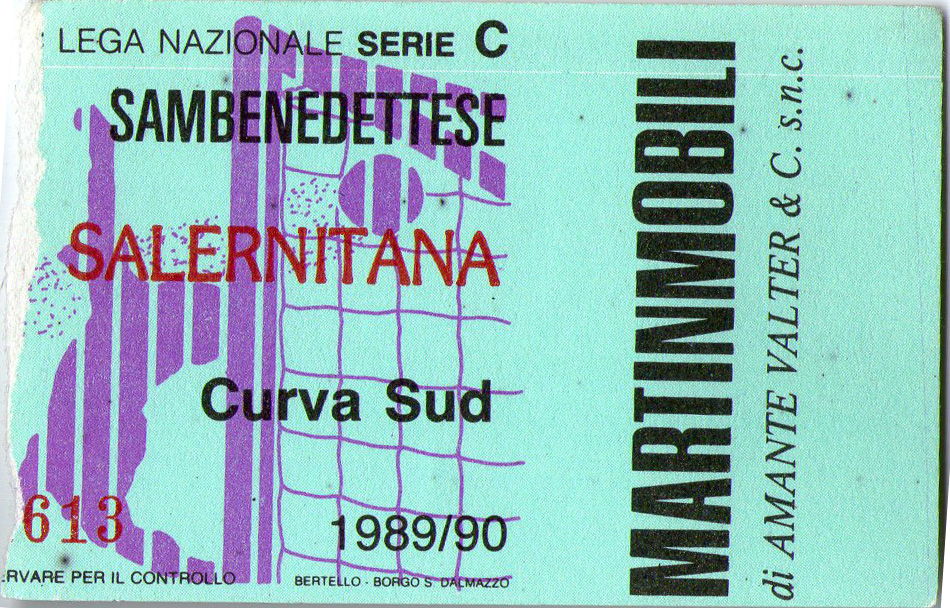 LEGA NAZIONALE SERIE C
SAMBENEDETTESE
SALERNITANA
Curva Sud
613
1989/90
RVARE PER IL CONTROLLO
BERTELLO - BORGO S. DALMAZZO
MARTINMOBILI
di AMANTE VALTER & C. s.n.c.